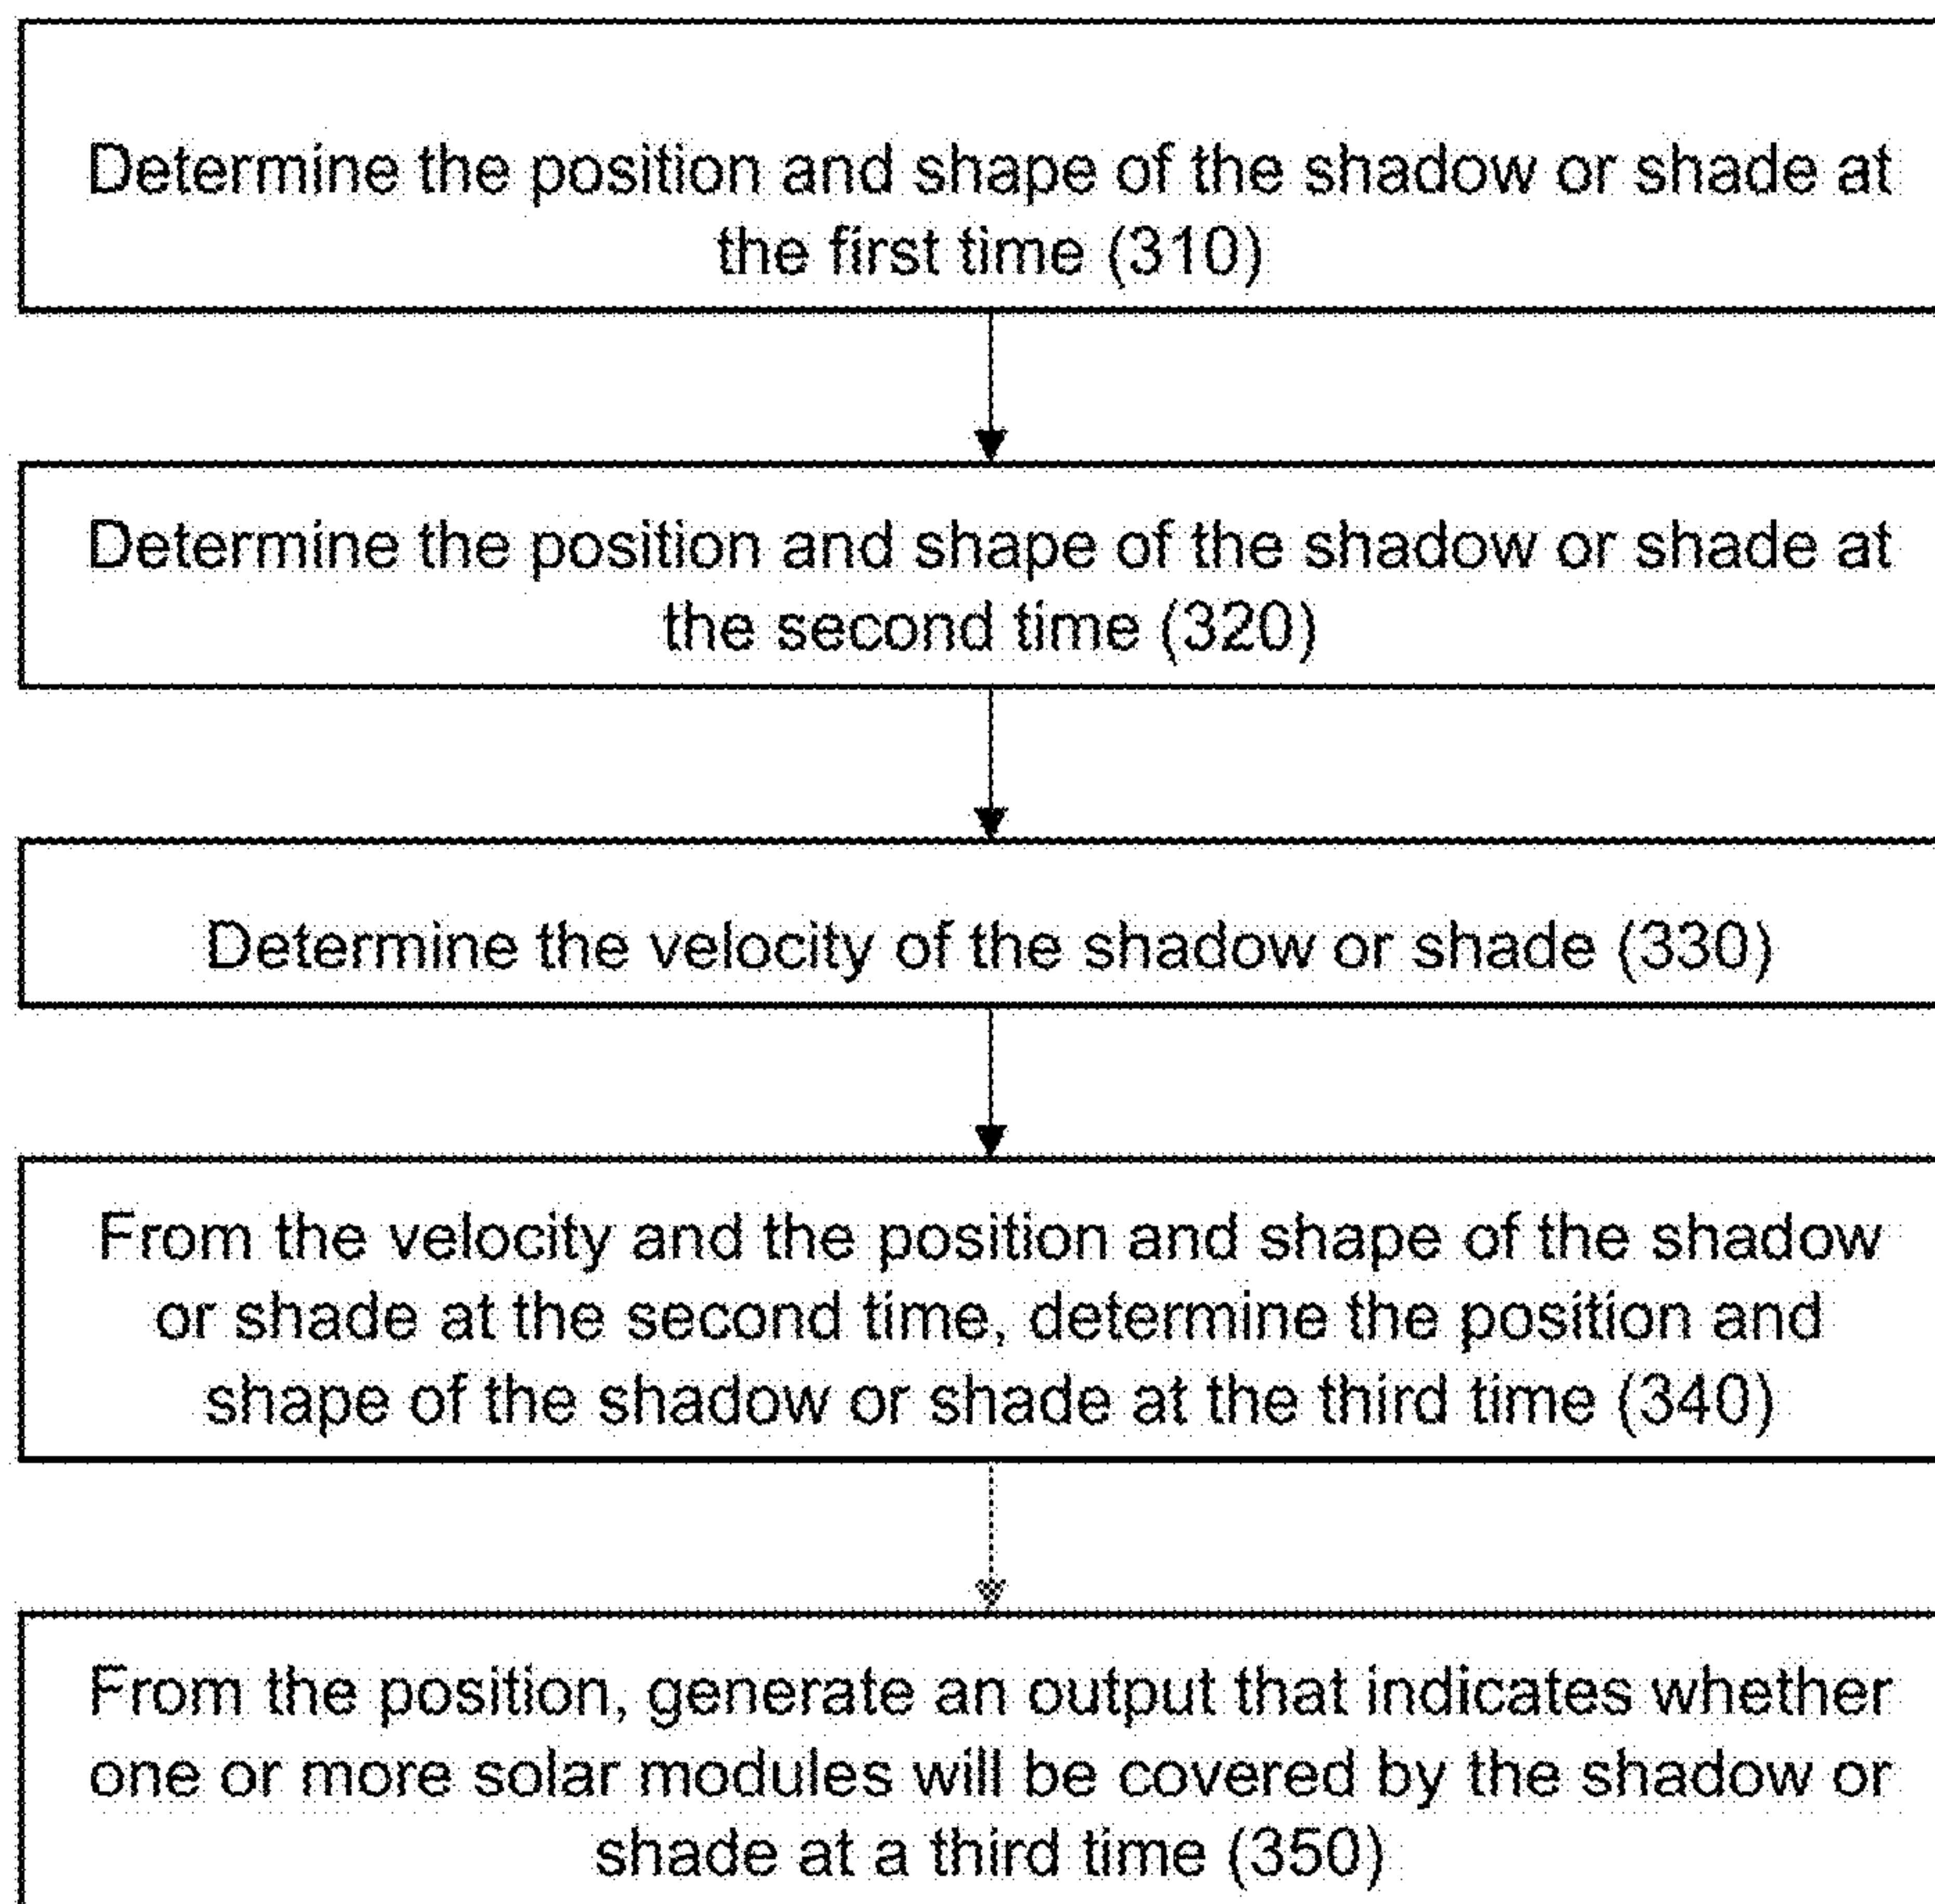 Determine the position and shape of the shadow or shade at
the first time (310)
Determine the position and shape of the shadow or shade at
the second time (320)
Determine the velocity of the shadow or shade (330)
From the velocity and the position and shape of the shadow
or shade at the second time, determine the position and
shape of the shadow or shade at the third time (340)
From the position, generate an output that indicates whether
one or more solar modules will be covered by the shadow or
shade at a third time (350)